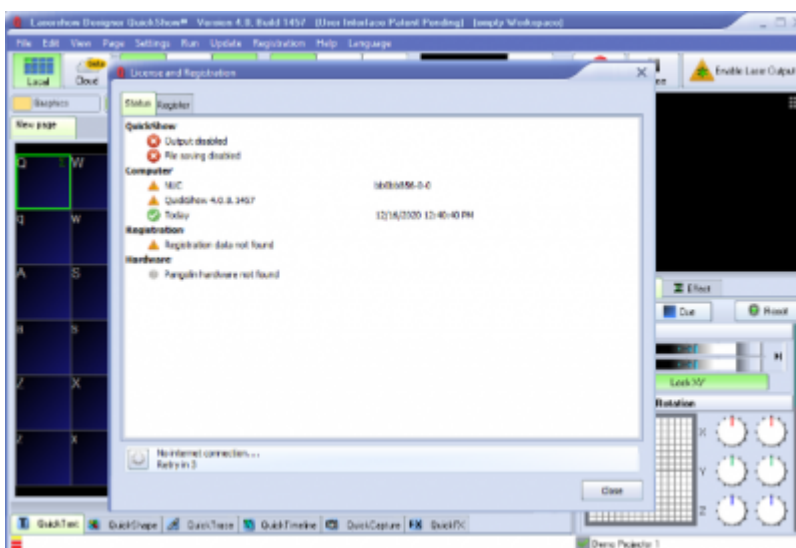 Lasershow Designer QuickShow® Version 4.0, Build 1457 (User Interface Patent Pending) (empty Workspace)
File Edit View Page Settings Run Update Registration Help Language
Local
Cloud
Beta
Enable Laser Output
License and Registration
Graphics
Status Register
New page
QuickShow
Output disabled
File saving disabled
Computer
NUC
QuickShow 4.0.0.1457
Today 12/16/2020 12:40:40 PM
Registration
Registration data not found
Hardware
Pangolin hardware not found
Q W
q w
A S
Z X
Effect
Cue
Reset
Lock XY
Rotation
X
Y
Z
No internet connection...
Retry in 3
Close
QuickText QuickShape QuickTrace QuickTimeline QuickCapture QuickFX
Demo Projector 1